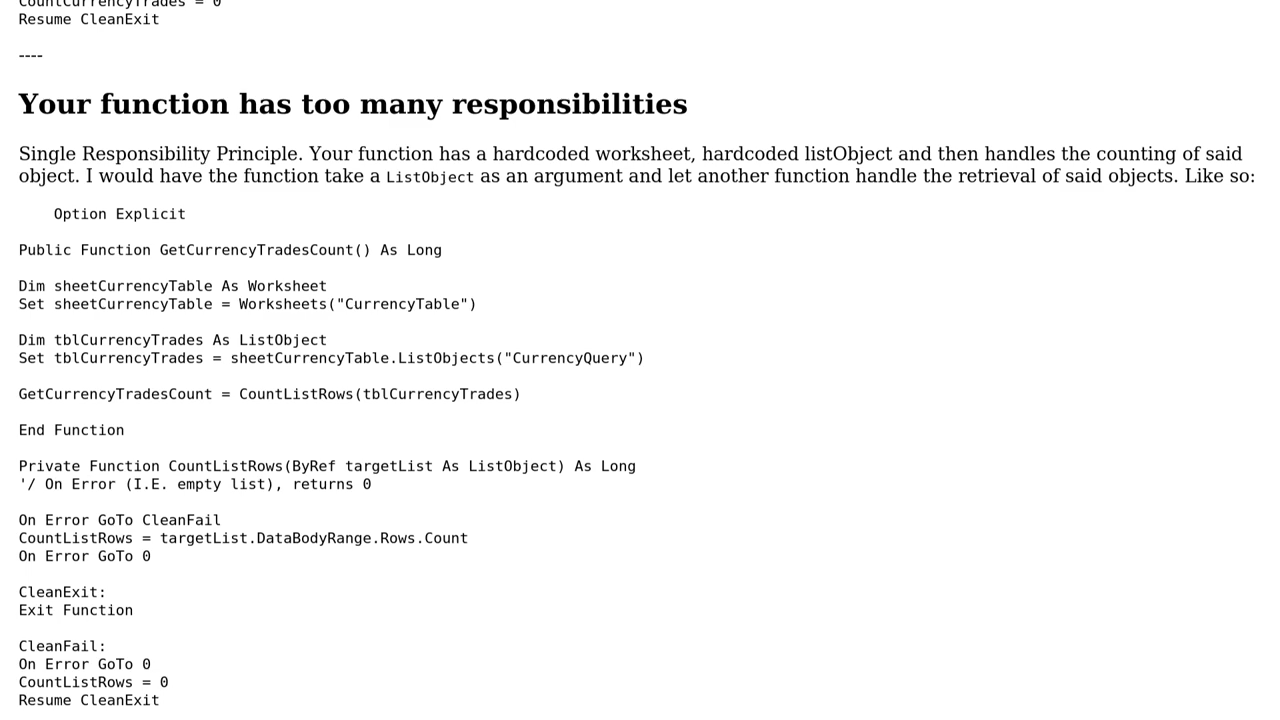 CountCurrencyTrades = 0
Resume CleanExit
----
Your function has too many responsibilities
Single Responsibility Principle. Your function has a hardcoded worksheet, hardcoded listObject and then handles the counting of said
object. I would have the function take a ListObject as an argument and let another function handle the retrieval of said objects. Like so:
Option Explicit
Public Function GetCurrencyTradesCount() As Long
Dim sheetCurrencyTable As Worksheet
Set sheetCurrencyTable = Worksheets("CurrencyTable")
Dim tblCurrencyTrades As ListObject
Set tblCurrencyTrades = sheetCurrencyTable.ListObjects("CurrencyQuery")
GetCurrencyTradesCount = CountListRows(tblCurrencyTrades)
End Function
Private Function CountListRows(ByRef targetList As ListObject) As Long
'/ On Error (I.E. empty list), returns 0
On Error GoTo CleanFail
CountListRows = targetList.DataBodyRange.Rows.Count
On Error GoTo 0
CleanExit:
Exit Function
CleanFail:
On Error GoTo 0
CountListRows = 0
Resume CleanExit